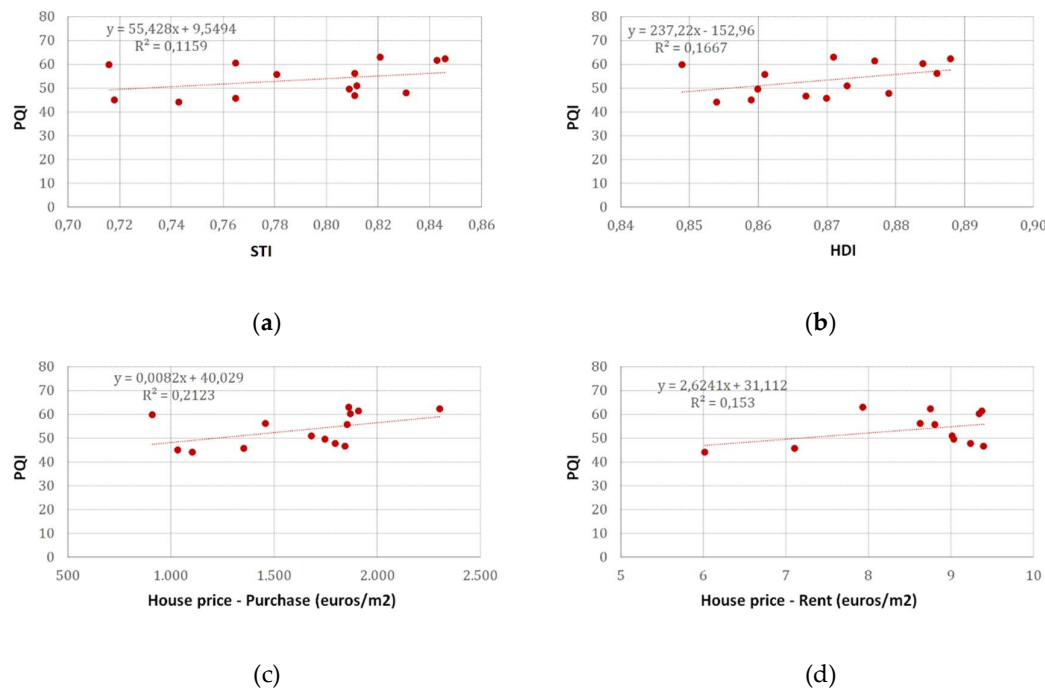 y = 55,428x + 9,5494
R² = 0,1159
PQI
80
70
60
50
40
30
20
10
0
0,70 0,72 0,74 0,76 0,78 0,80 0,82 0,84 0,86
STI
(a)
y = 237,22x - 152,96
R² = 0,1667
PQI
80
70
60
50
40
30
20
10
0
0,84 0,85 0,86 0,87 0,88 0,89 0,90
HDI
(b)
y = 0,0082x + 40,029
R² = 0,2123
PQI
80
70
60
50
40
30
20
10
0
500 1.000 1.500 2.000 2.500
House price - Purchase (euros/m2)
(c)
y = 2,6241x + 31,112
R² = 0,153
PQI
80
70
60
50
40
30
20
10
0
5 6 7 8 9 10
House price - Rent (euros/m2)
(d)